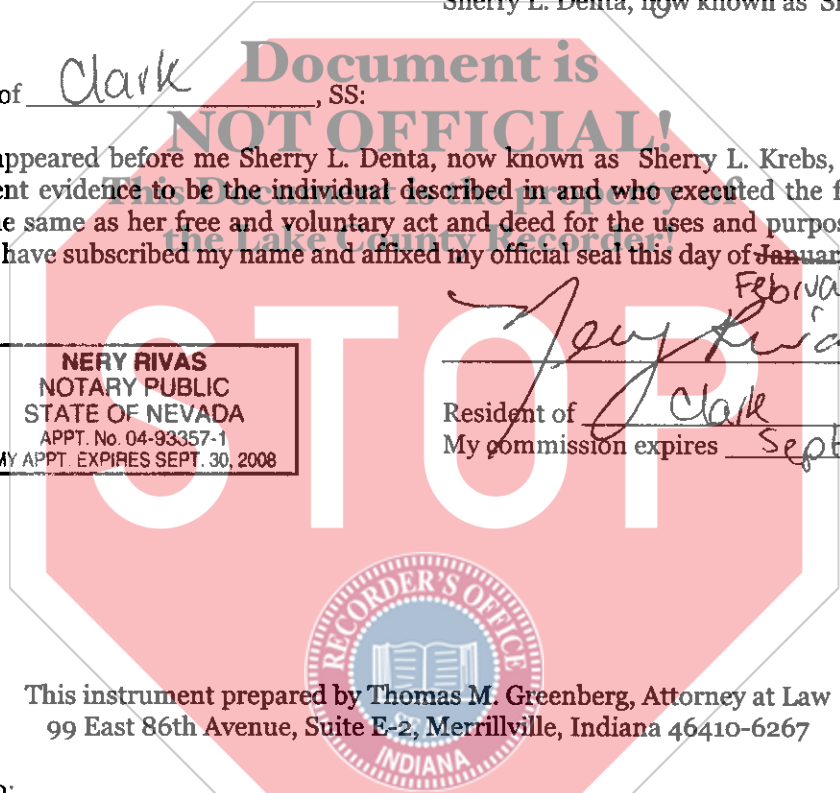 Sherry L. Denta, now known as
Document is
of Clark, SS:
NOT OFFICIAL!
appeared before me Sherry L. Denta, now known as Sherry L. Krebs,
This Document is the property of
ent evidence to be the individual described in and who executed the f
e same as her free and voluntary act and deed for the uses and purpos
the Lake County Recorder!
have subscribed my name and affixed my official seal this day of Januar
Februa
STOP
NERY RIVAS
NOTARY PUBLIC
STATE OF NEVADA
APPT. No. 04-93357-1
MY APPT. EXPIRES SEPT. 30, 2008
Nery Rivas
Resident of Clark
My commission expires Sept
RECORDER'S OFFICE
INDIANA
This instrument prepared by Thomas M. Greenberg, Attorney at Law
99 East 86th Avenue, Suite E-2, Merrillville, Indiana 46410-6267